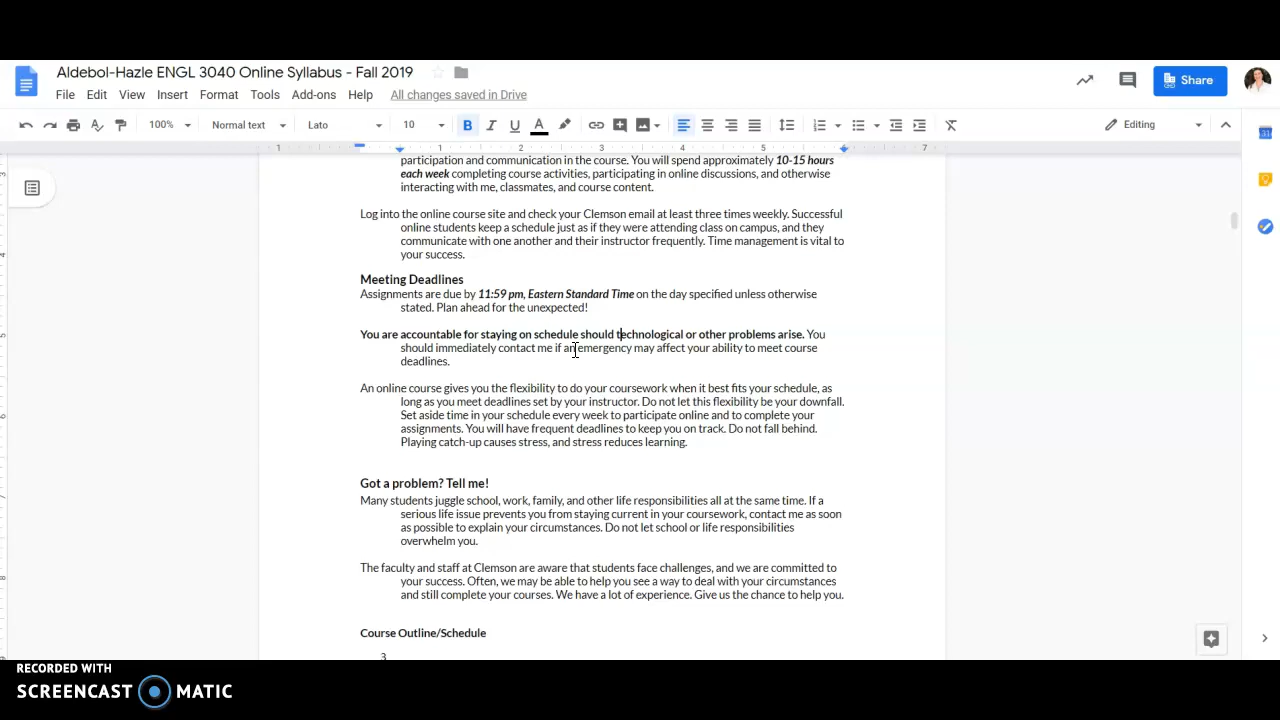 Aldebol-Hazle ENGL 3040 Online Syllabus - Fall 2019
File Edit View Insert Format Tools Add-ons Help All changes saved in Drive
Share
100% Normal text Lato 10 B I U A Editing
1 1 2 3 4 5 6 7
participation and communication in the course. You will spend approximately 10-15 hours
each week completing course activities, participating in online discussions, and otherwise
interacting with me, classmates, and course content.
Log into the online course site and check your Clemson email at least three times weekly. Successful
online students keep a schedule just as if they were attending class on campus, and they
communicate with one another and their instructor frequently. Time management is vital to
your success.
Meeting Deadlines
Assignments are due by 11:59 pm, Eastern Standard Time on the day specified unless otherwise
stated. Plan ahead for the unexpected!
You are accountable for staying on schedule should technological or other problems arise. You
should immediately contact me if an emergency may affect your ability to meet course
deadlines.
An online course gives you the flexibility to do your coursework when it best fits your schedule, as
long as you meet deadlines set by your instructor. Do not let this flexibility be your downfall.
Set aside time in your schedule every week to participate online and to complete your
assignments. You will have frequent deadlines to keep you on track. Do not fall behind.
Playing catch-up causes stress, and stress reduces learning.
Got a problem? Tell me!
Many students juggle school, work, family, and other life responsibilities all at the same time. If a
serious life issue prevents you from staying current in your coursework, contact me as soon
as possible to explain your circumstances. Do not let school or life responsibilities
overwhelm you.
The faculty and staff at Clemson are aware that students face challenges, and we are committed to
your success. Often, we may be able to help you see a way to deal with your circumstances
and still complete your courses. We have a lot of experience. Give us the chance to help you.
Course Outline/Schedule
3
RECORDED WITH
SCREENCAST MATIC